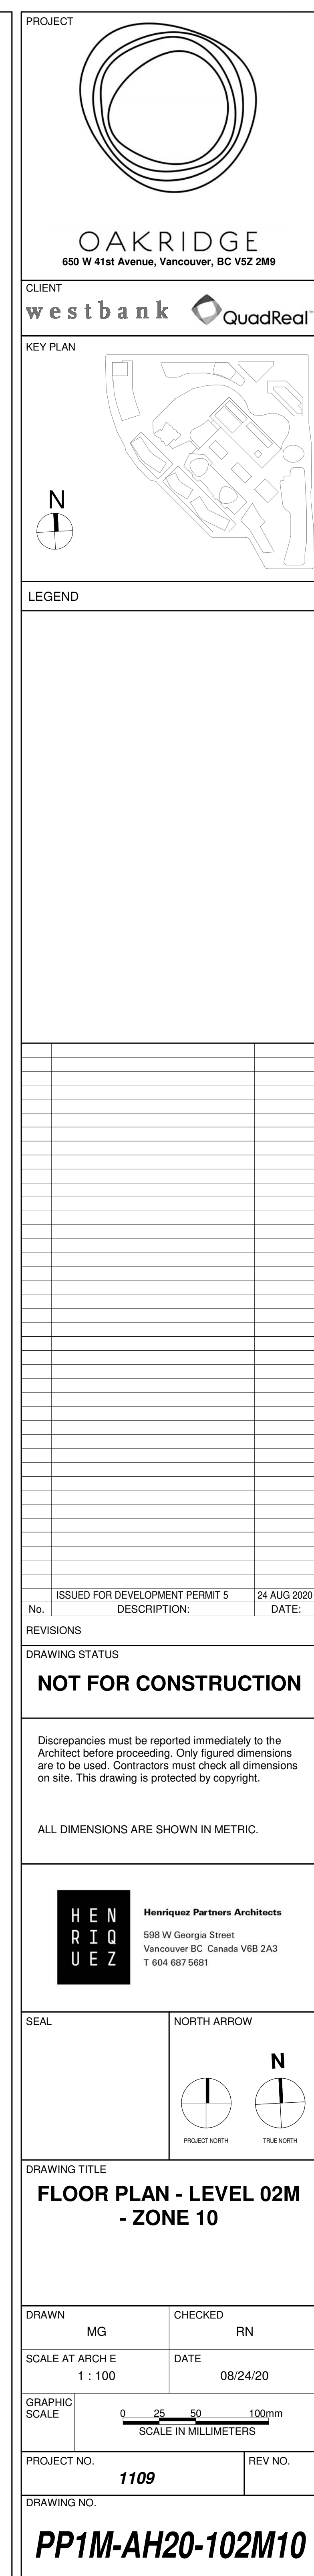 PROJECT
OAKRIDGE
650 W 41st Avenue, Vancouver, BC V5Z 2M9
CLIENT
westbank QuadReal™
KEY PLAN
N
LEGEND
ISSUED FOR DEVELOPMENT PERMIT 5 24 AUG 2020
No. DESCRIPTION: DATE:
REVISIONS
DRAWING STATUS
NOT FOR CONSTRUCTION
Discrepancies must be reported immediately to the
Architect before proceeding. Only figured dimensions
are to be used. Contractors must check all dimensions
on site. This drawing is protected by copyright.
ALL DIMENSIONS ARE SHOWN IN METRIC.
HEN
RIQ
UEZ
Henriquez Partners Architects
598 W Georgia Street
Vancouver BC Canada V6B 2A3
T 604 687 5681
SEAL
NORTH ARROW
N
PROJECT NORTH TRUE NORTH
DRAWING TITLE
FLOOR PLAN - LEVEL 02M
- ZONE 10
DRAWN CHECKED
MG RN
SCALE AT ARCH E DATE
1 : 100 08/24/20
GRAPHIC
SCALE
0 25 50 100mm
SCALE IN MILLIMETERS
PROJECT NO. REV NO.
1109
DRAWING NO.
PP1M-AH20-102M10